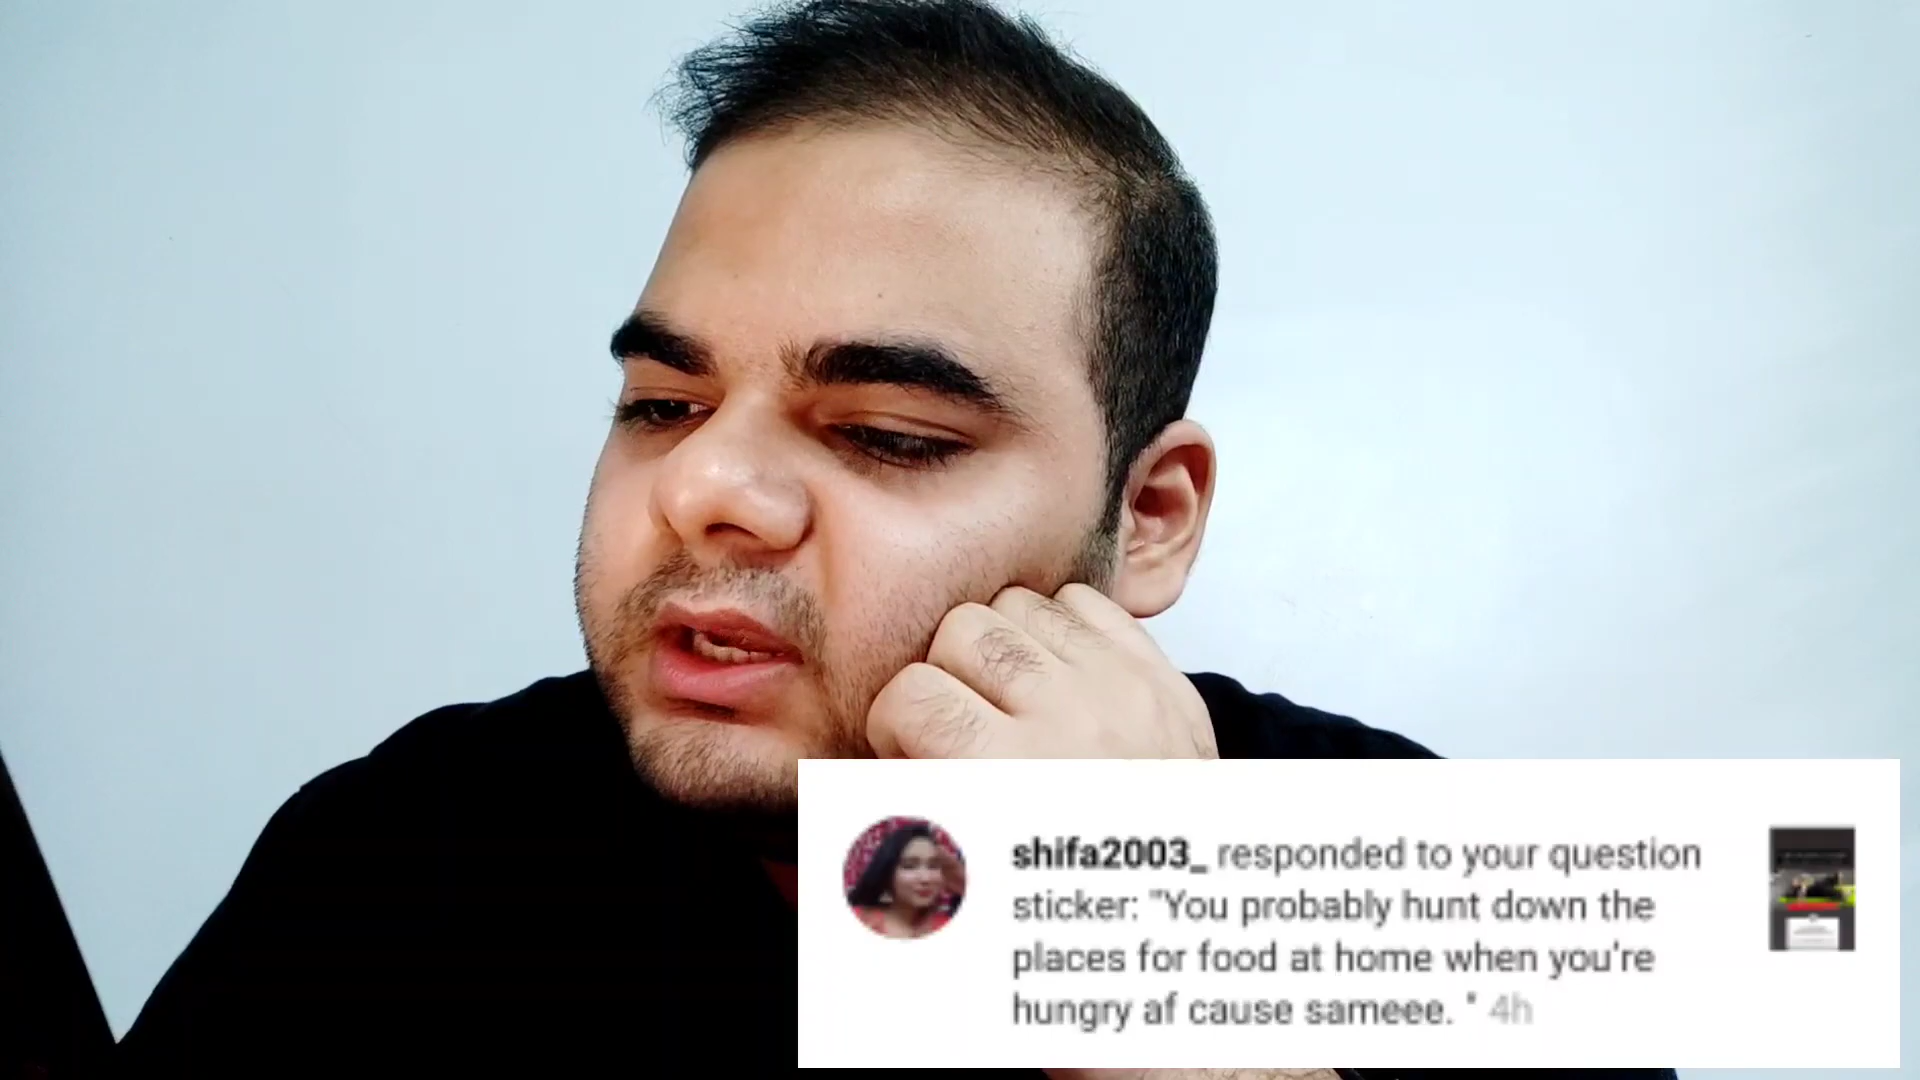 shifa2003_ responded to your question
sticker: "You probably hunt down the
places for food at home when you're
hungry af cause sameee. " 4h